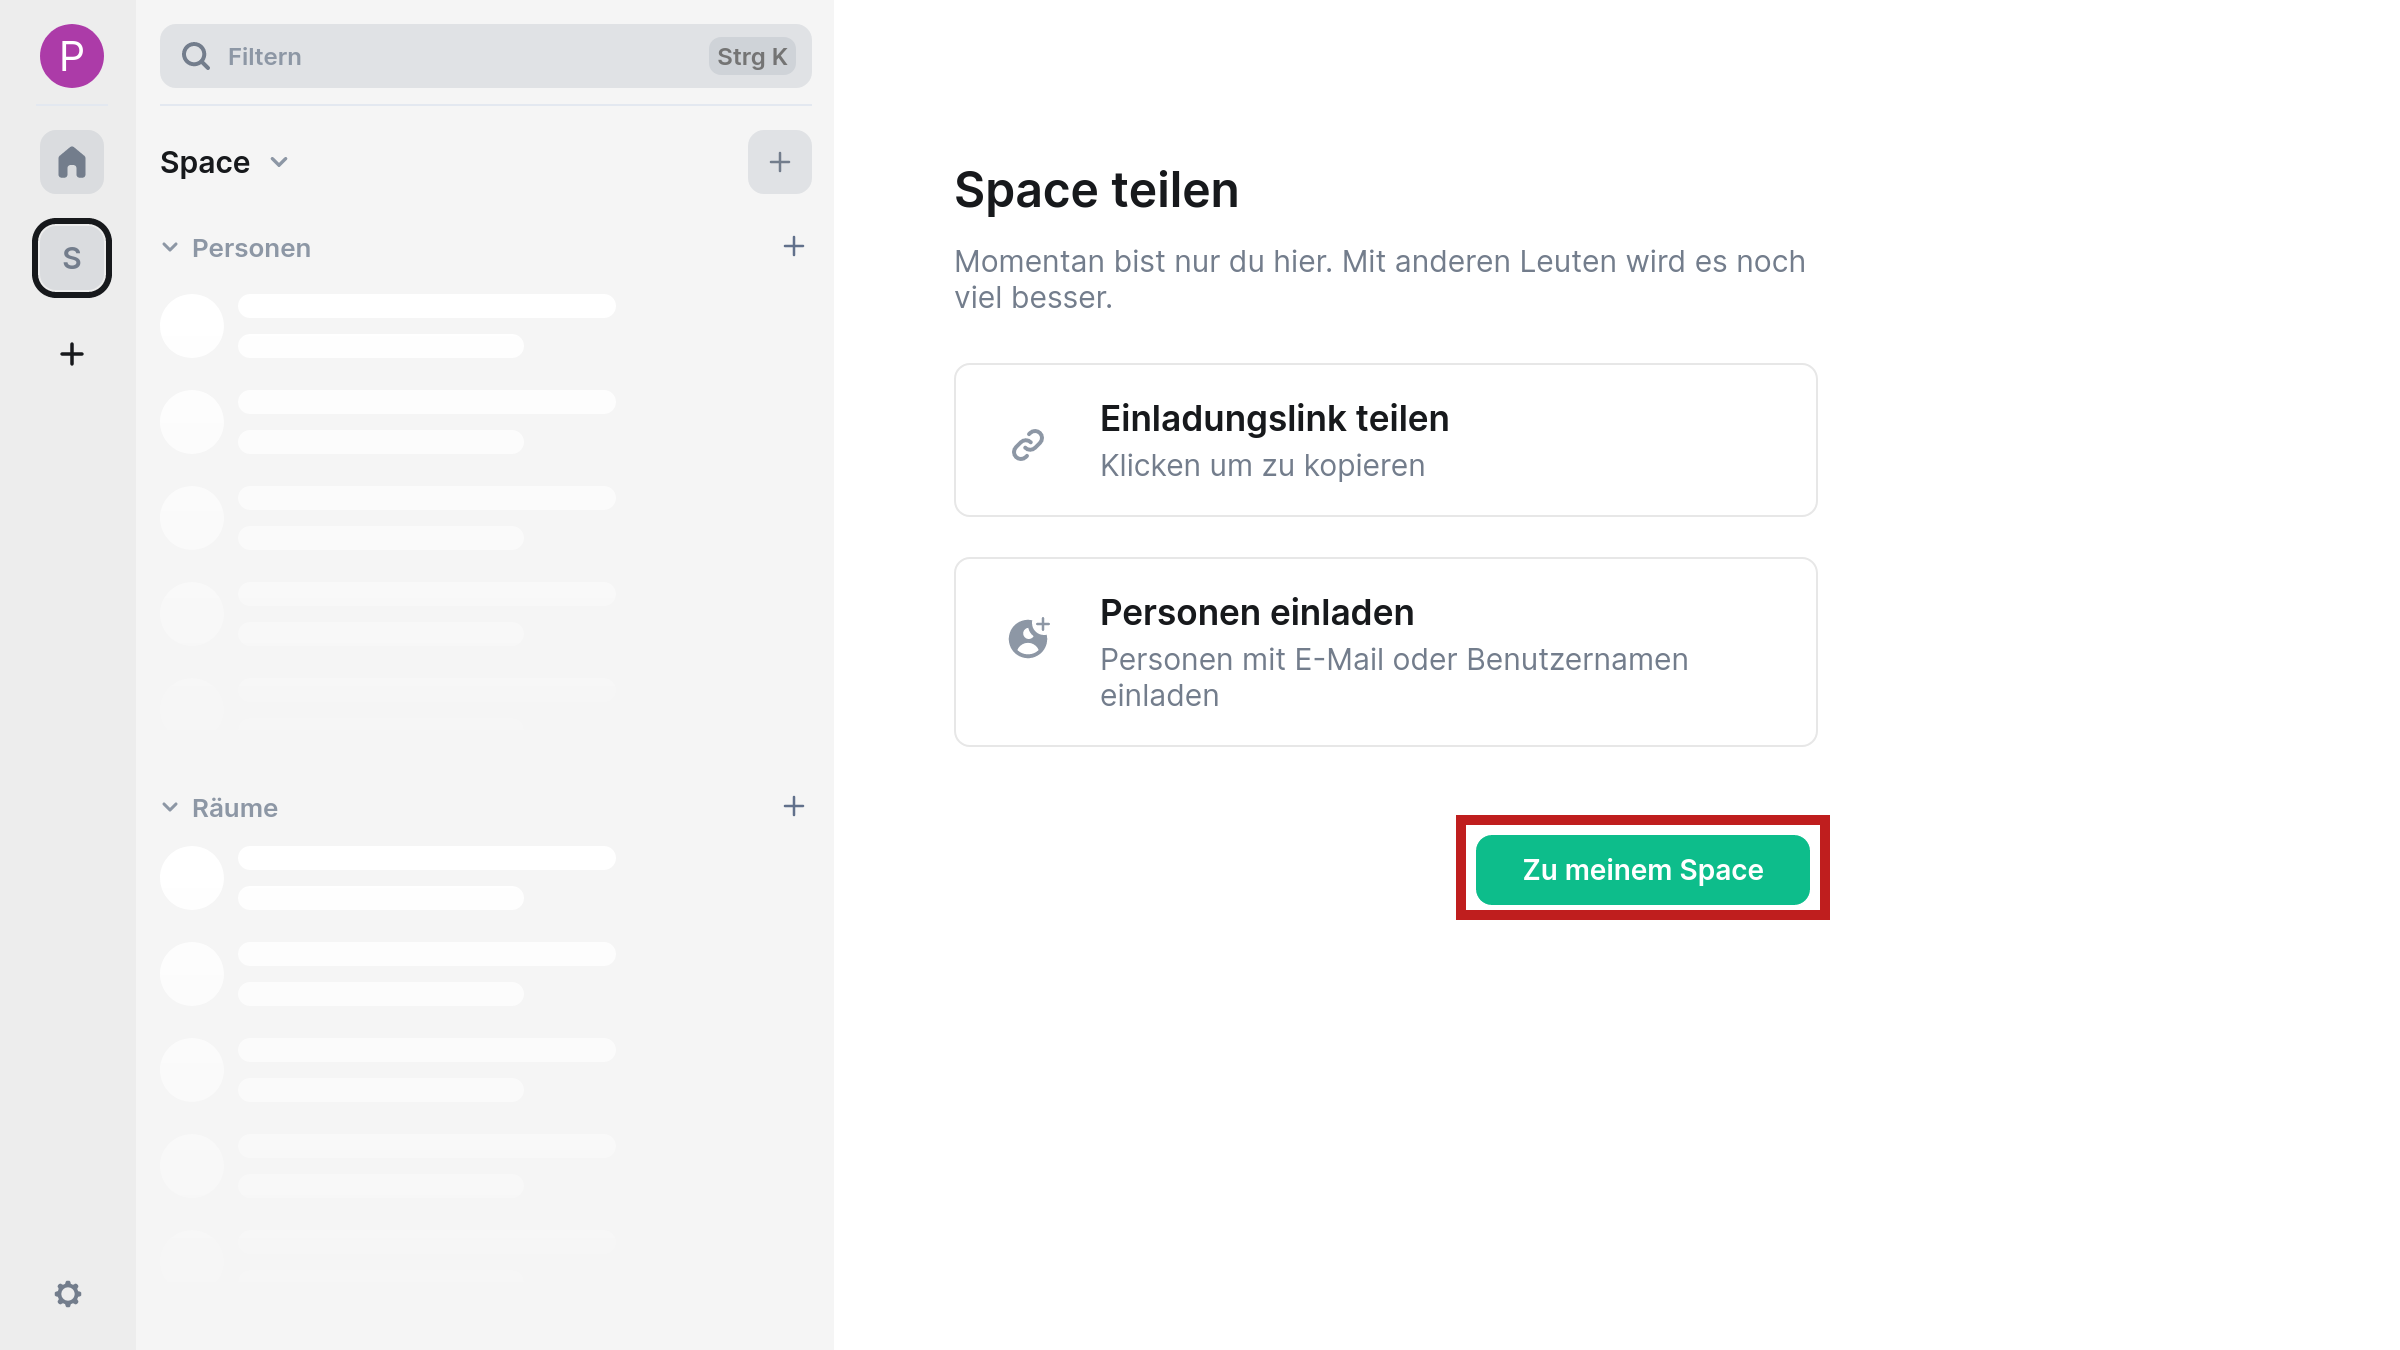 P
Filtern
Strg K
Space
Personen
S
Räume
Space teilen
Momentan bist nur du hier. Mit anderen Leuten wird es noch
viel besser.
Einladungslink teilen
Klicken um zu kopieren
Personen einladen
Personen mit E-Mail oder Benutzernamen
einladen
Zu meinem Space